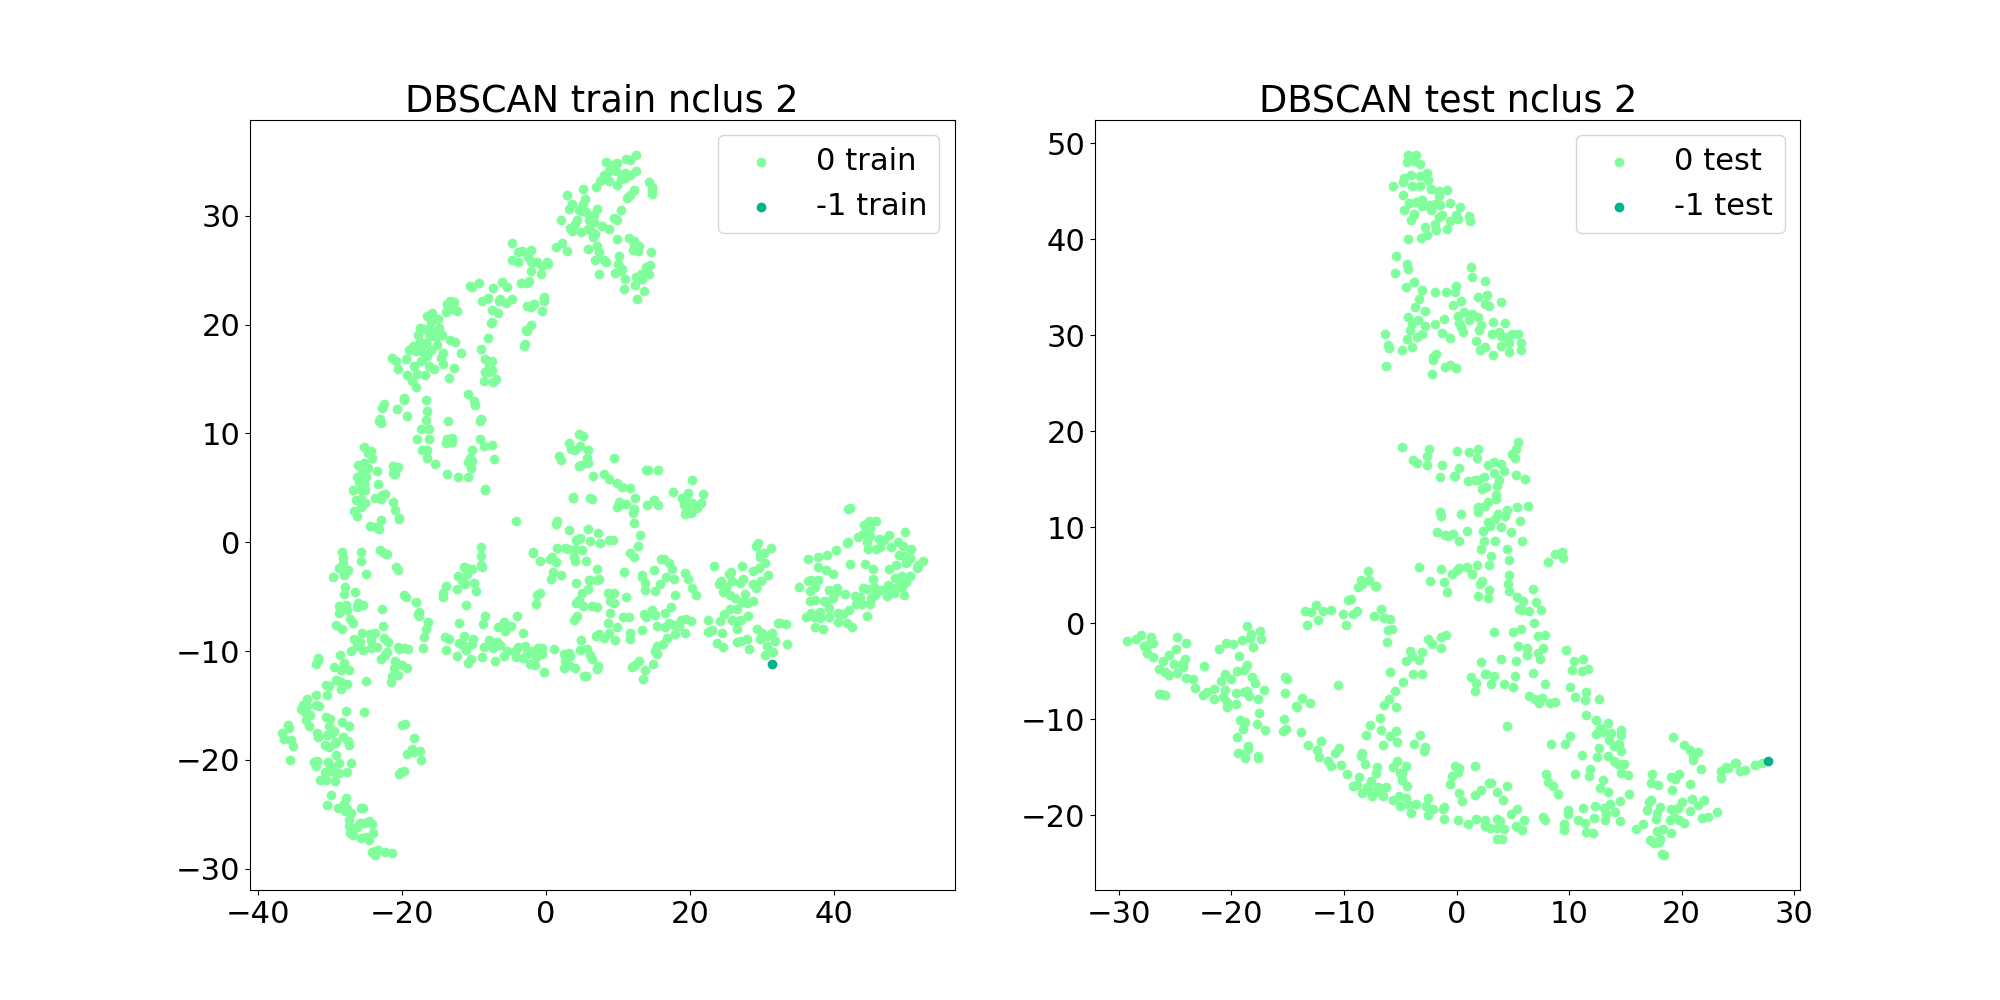 DBSCAN train nclus 2
0 train
-1 train
30
20
10
0
−10
−20
−30
−40 −20 0 20 40
DBSCAN test nclus 2
0 test
-1 test
50
40
30
20
10
0
−10
−20
−30 −20 −10 0 10 20 30